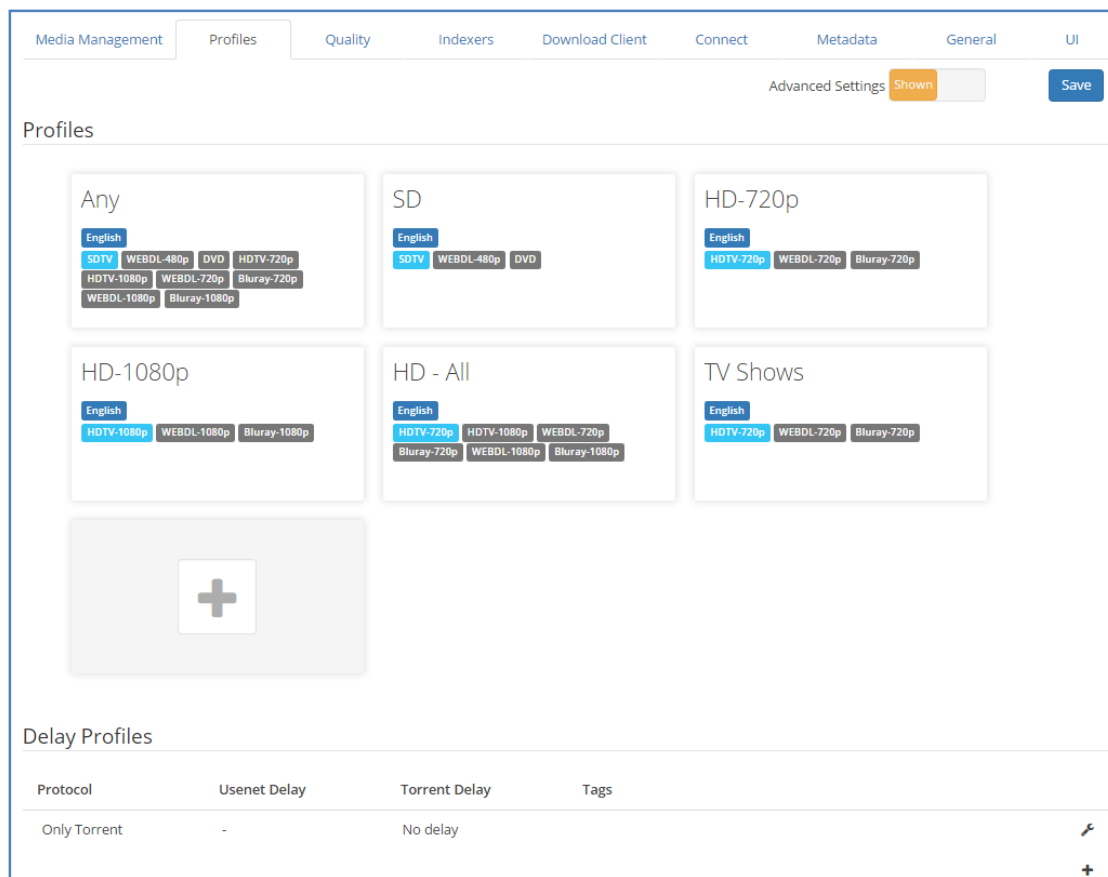 Media Management Profiles Quality Indexers Download Client Connect Metadata General UI
Advanced Settings Shown Save
Profiles
Any
English
SDTV WEBDL-480p DVD HDTV-720p
HDTV-1080p WEBDL-720p Bluray-720p
WEBDL-1080p Bluray-1080p
SD
English
SDTV WEBDL-480p DVD
HD-720p
English
HDTV-720p WEBDL-720p Bluray-720p
HD-1080p
English
HDTV-1080p WEBDL-1080p Bluray-1080p
HD - All
English
HDTV-720p HDTV-1080p WEBDL-720p
Bluray-720p WEBDL-1080p Bluray-1080p
TV Shows
English
HDTV-720p WEBDL-720p Bluray-720p
Delay Profiles
Protocol Usenet Delay Torrent Delay Tags
Only Torrent - No delay